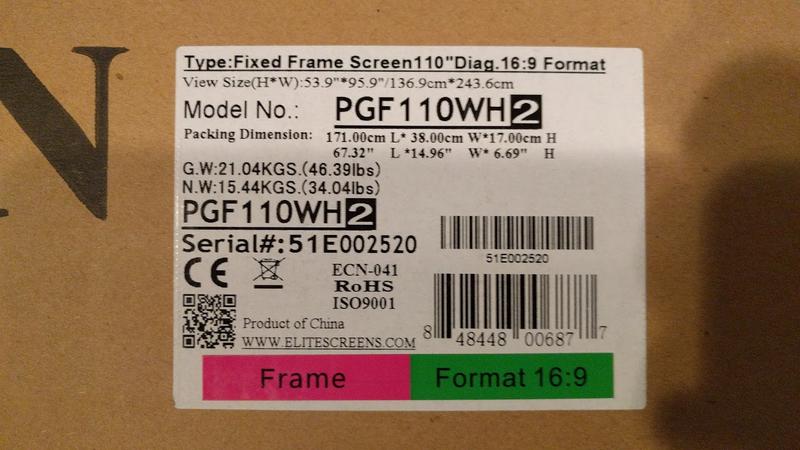 N
Type:Fixed Frame Screen110"Diag.16:9 Format
View Size(H*W):53.9"*95.9"/136.9cm*243.6cm
Model No.: PGF110WH2
Packing Dimension: 171.00cm L* 38.00cm W*17.00cm H
67.32" L *14.96" W* 6.69" H
G.W:21.04KGS.(46.39lbs)
N.W:15.44KGS.(34.04lbs)
PGF110WH2
Serial#:51E002520
51E002520
CE
ECN-041
RoHS
ISO9001
Product of China
WWW.ELITESCREENS.COM
8 48448 00687 7
Frame
Format 16:9